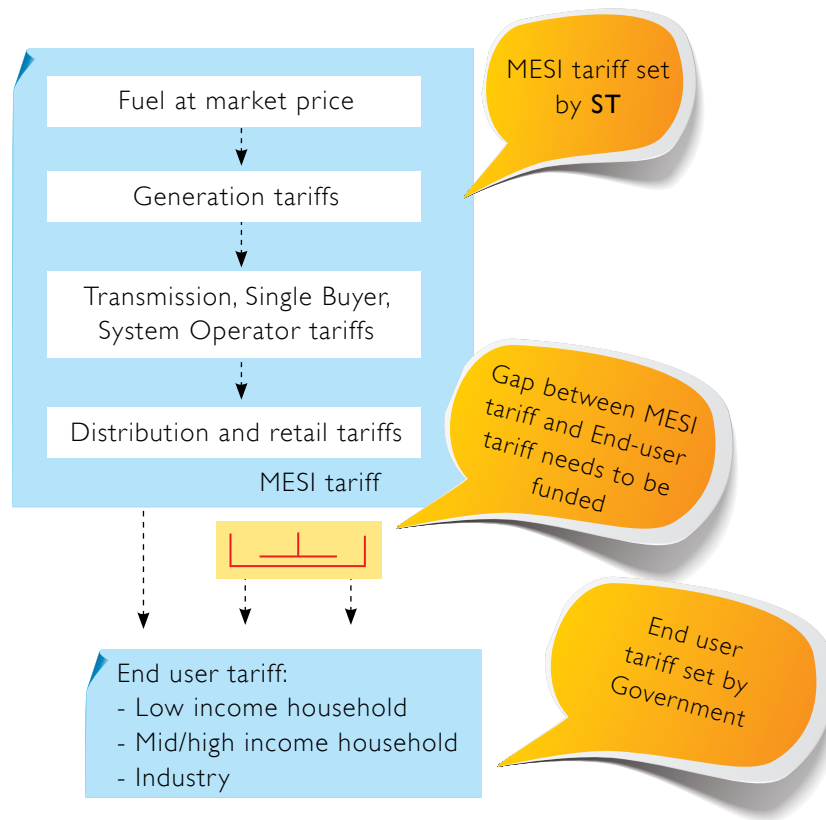 Fuel at market price
Generation tariffs
Transmission, Single Buyer,
System Operator tariffs
Distribution and retail tariffs
MESI tariff
MESI tariff set
by ST
Gap between MESI
tariff and End-user
tariff needs to be
funded
End user tariff:
- Low income household
- Mid/high income household
- Industry
End user
tariff set by
Government